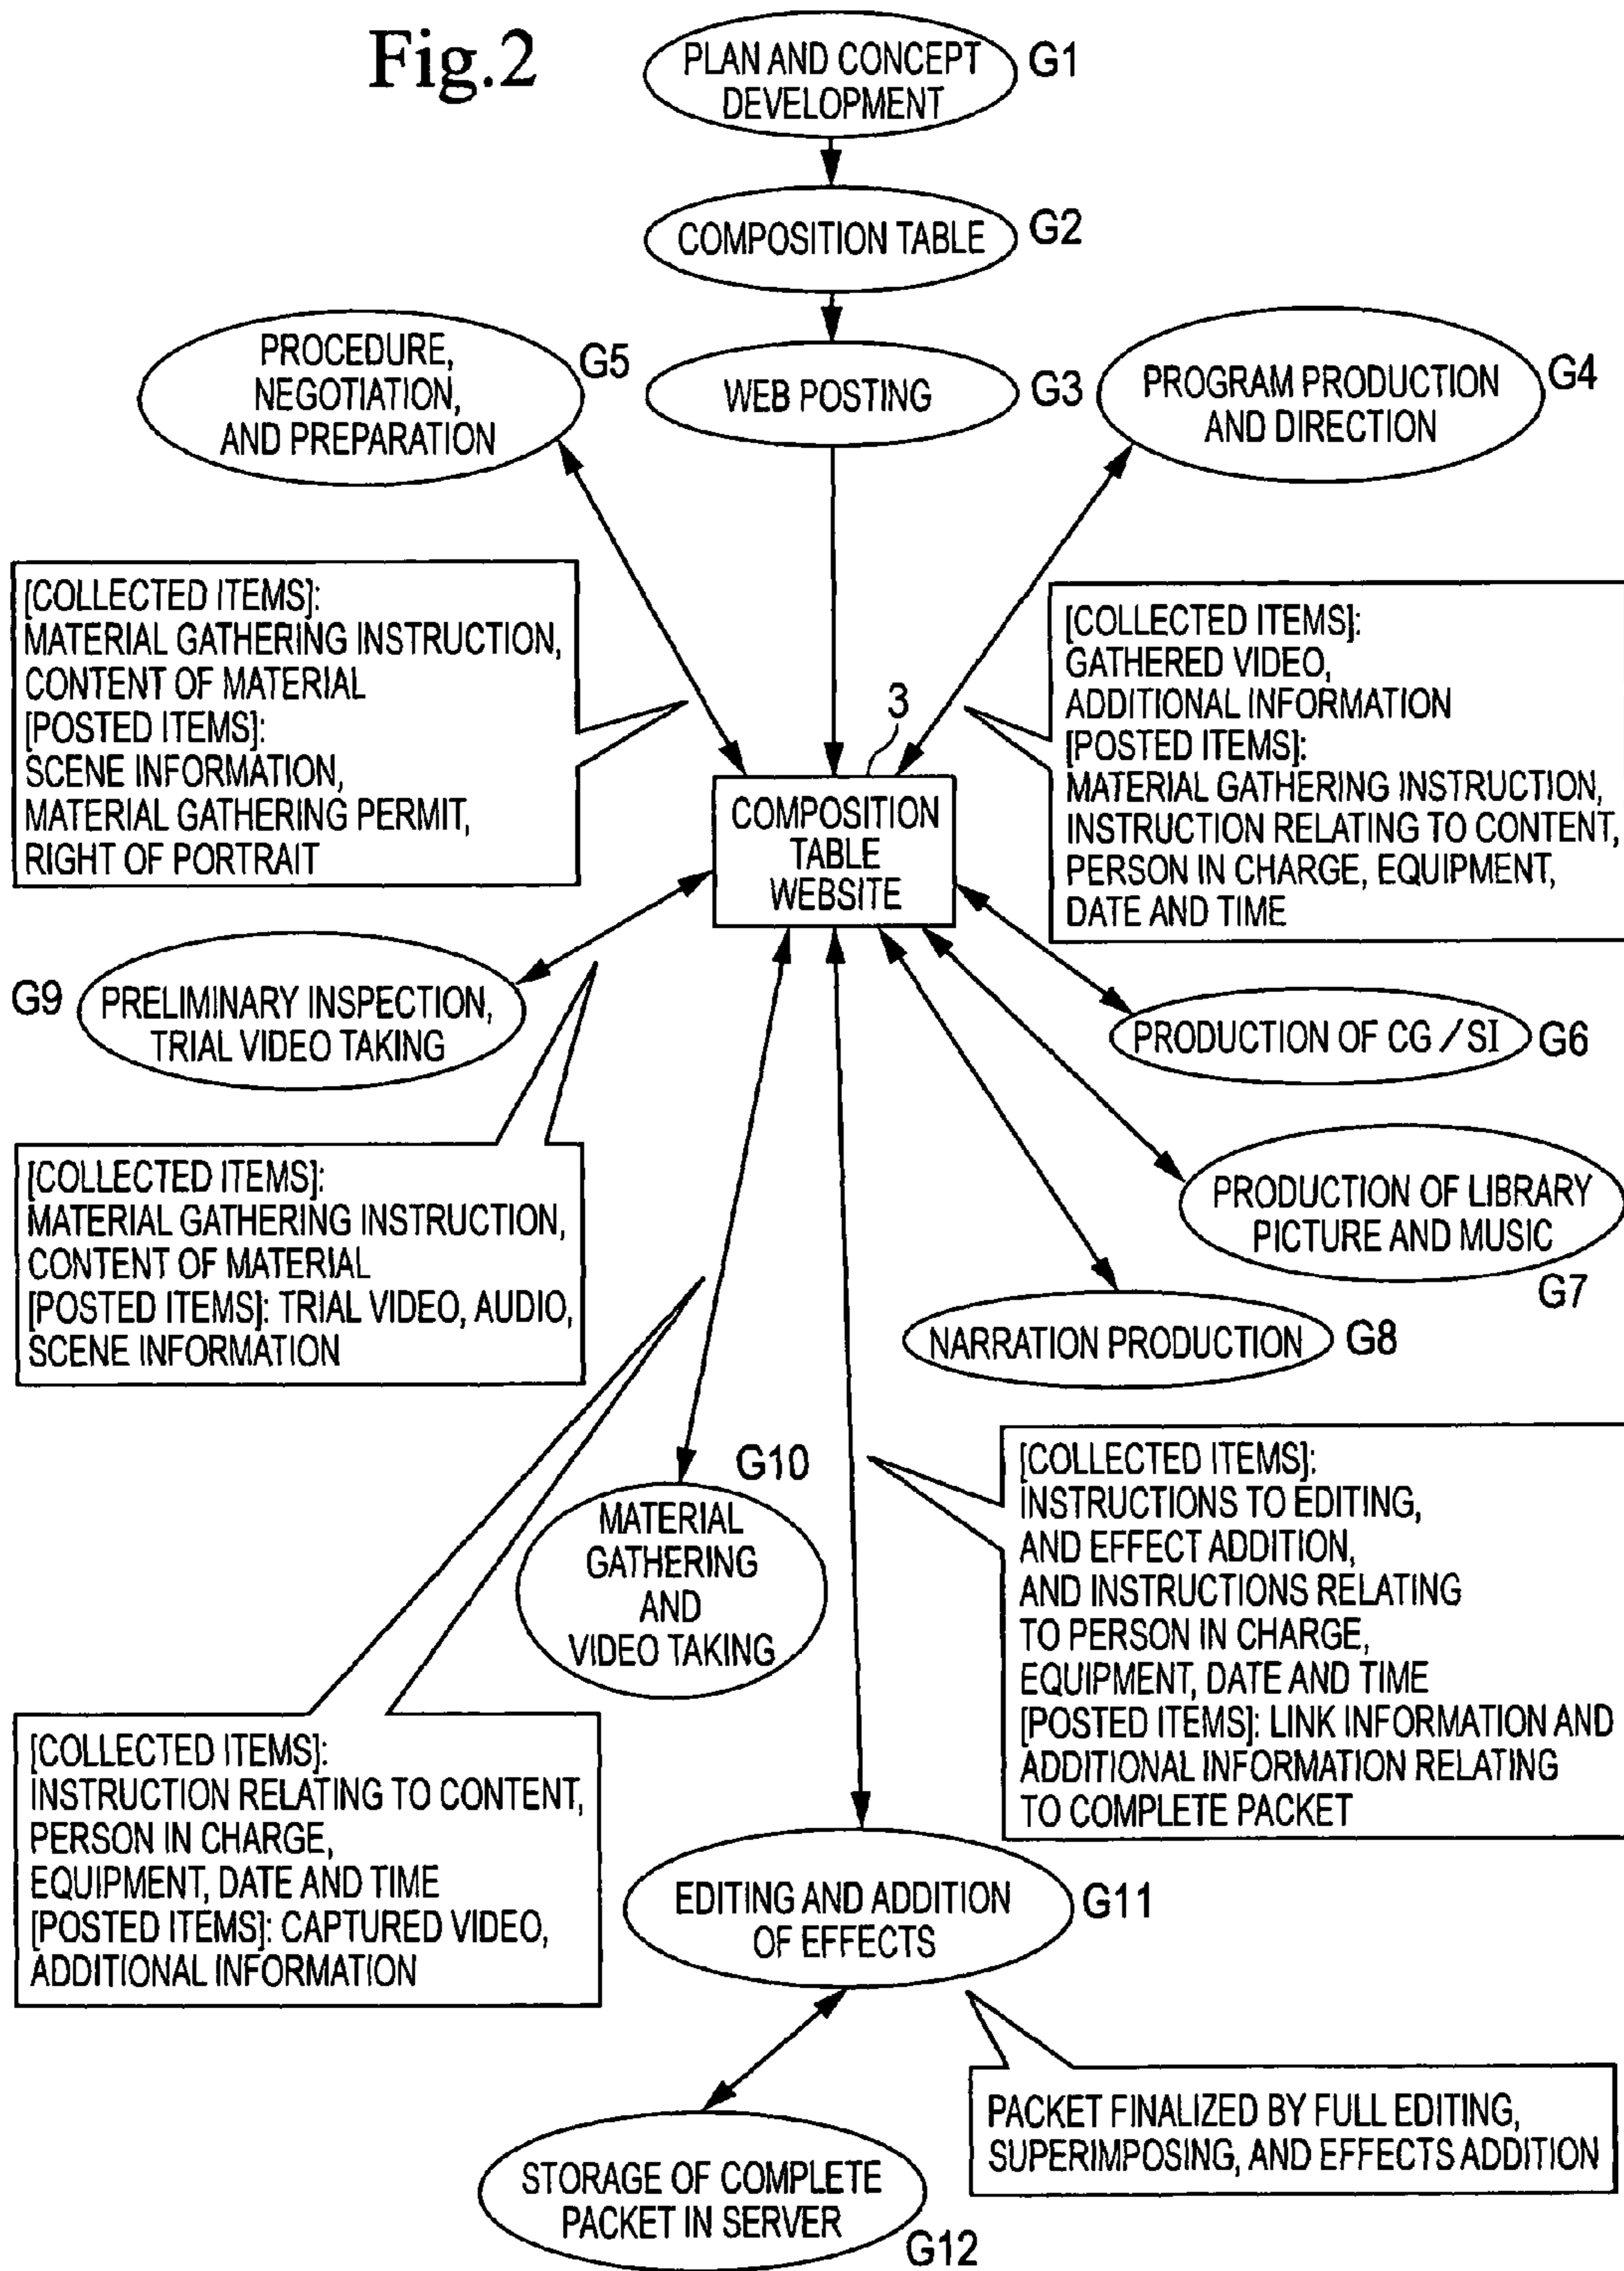 Fig.2
PLAN AND CONCEPT
DEVELOPMENT
G1
COMPOSITION TABLE
G2
PROCEDURE,
NEGOTIATION,
AND PREPARATION
G5
WEB POSTING
G3
PROGRAM PRODUCTION
AND DIRECTION
G4
[COLLECTED ITEMS]:
MATERIAL GATHERING INSTRUCTION,
CONTENT OF MATERIAL
[POSTED ITEMS]:
SCENE INFORMATION,
MATERIAL GATHERING PERMIT,
RIGHT OF PORTRAIT
[COLLECTED ITEMS]:
GATHERED VIDEO,
ADDITIONAL INFORMATION
[POSTED ITEMS]:
MATERIAL GATHERING INSTRUCTION,
INSTRUCTION RELATING TO CONTENT,
PERSON IN CHARGE, EQUIPMENT,
DATE AND TIME
3
COMPOSITION
TABLE
WEBSITE
G9
PRELIMINARY INSPECTION,
TRIAL VIDEO TAKING
PRODUCTION OF CG / SI
G6
[COLLECTED ITEMS]:
MATERIAL GATHERING INSTRUCTION,
CONTENT OF MATERIAL
[POSTED ITEMS]: TRIAL VIDEO, AUDIO,
SCENE INFORMATION
PRODUCTION OF LIBRARY
PICTURE AND MUSIC
G7
NARRATION PRODUCTION
G8
G10
MATERIAL
GATHERING
AND
VIDEO TAKING
[COLLECTED ITEMS]:
INSTRUCTIONS TO EDITING,
AND EFFECT ADDITION,
AND INSTRUCTIONS RELATING
TO PERSON IN CHARGE,
EQUIPMENT, DATE AND TIME
[POSTED ITEMS]: LINK INFORMATION AND
ADDITIONAL INFORMATION RELATING
TO COMPLETE PACKET
[COLLECTED ITEMS]:
INSTRUCTION RELATING TO CONTENT,
PERSON IN CHARGE,
EQUIPMENT, DATE AND TIME
[POSTED ITEMS]: CAPTURED VIDEO,
ADDITIONAL INFORMATION
EDITING AND ADDITION
OF EFFECTS
G11
PACKET FINALIZED BY FULL EDITING,
SUPERIMPOSING, AND EFFECTS ADDITION
STORAGE OF COMPLETE
PACKET IN SERVER
G12